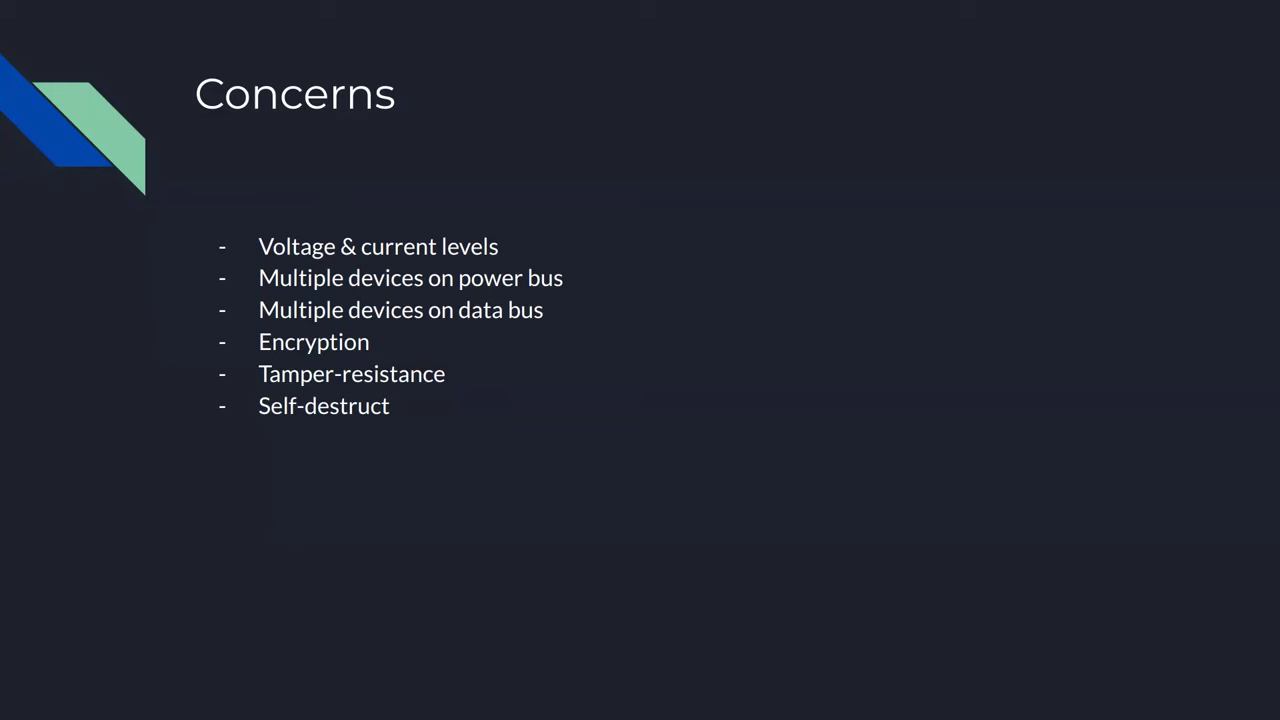 Concerns
- Voltage & current levels
- Multiple devices on power bus
- Multiple devices on data bus
- Encryption
- Tamper-resistance
- Self-destruct